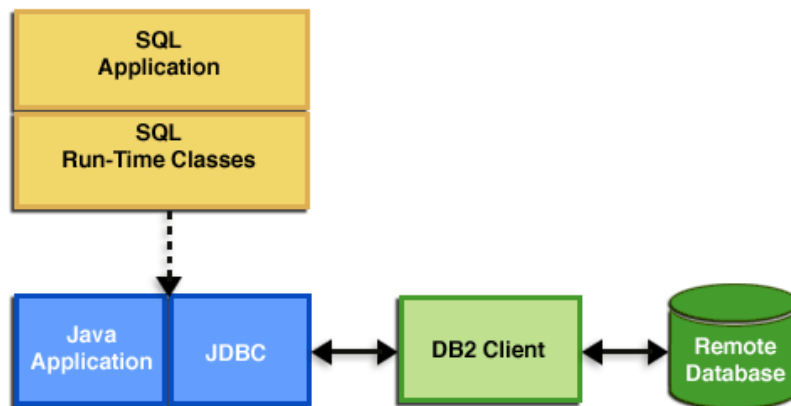 SQL
Application
SQL
Run-Time Classes
Java
Application
JDBC
DB2 Client
Remote
Database